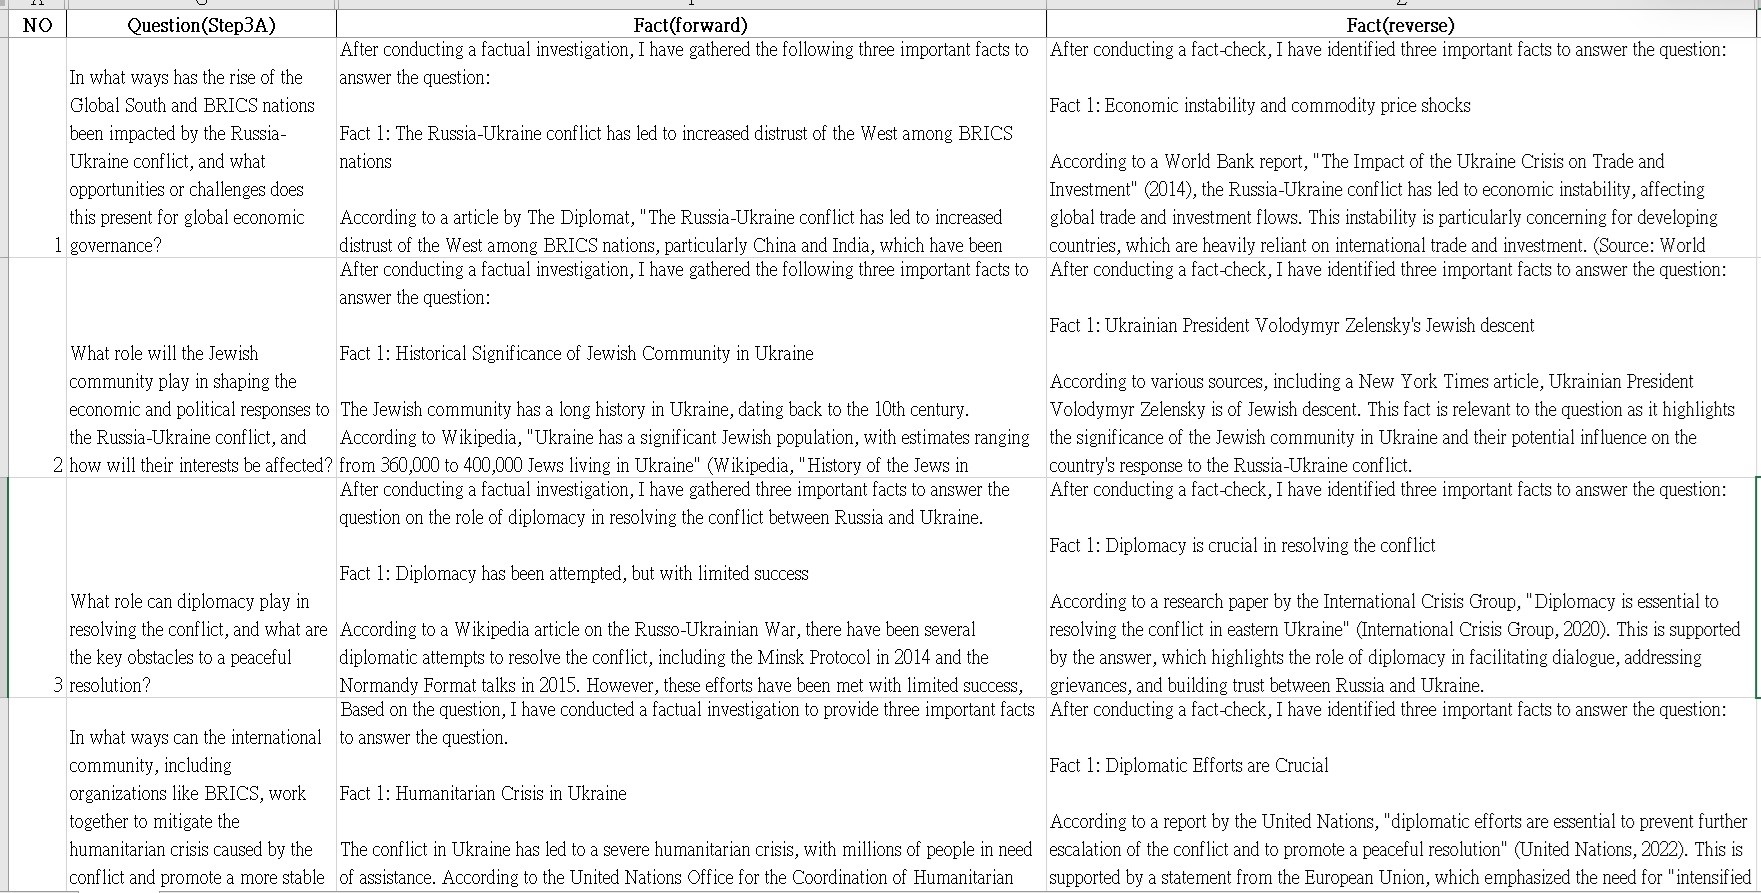 NO
Question(Step3A)
Fact(forward)
Fact(reverse)
1
In what ways has the rise of the
Global South and BRICS nations
been impacted by the Russia-
Ukraine conflict, and what
opportunities or challenges does
this present for global economic
governance?
After conducting a factual investigation, I have gathered the following three important facts to
answer the question:
Fact 1: The Russia-Ukraine conflict has led to increased distrust of the West among BRICS
nations
According to a article by The Diplomat, "The Russia-Ukraine conflict has led to increased
distrust of the West among BRICS nations, particularly China and India, which have been
After conducting a fact-check, I have identified three important facts to answer the question:
Fact 1: Economic instability and commodity price shocks
According to a World Bank report, "The Impact of the Ukraine Crisis on Trade and
Investment" (2014), the Russia-Ukraine conflict has led to economic instability, affecting
global trade and investment flows. This instability is particularly concerning for developing
countries, which are heavily reliant on international trade and investment. (Source: World
2
What role will the Jewish
community play in shaping the
economic and political responses to
the Russia-Ukraine conflict, and
how will their interests be affected?
After conducting a factual investigation, I have gathered the following three important facts to
answer the question:
Fact 1: Historical Significance of Jewish Community in Ukraine
The Jewish community has a long history in Ukraine, dating back to the 10th century.
According to Wikipedia, "Ukraine has a significant Jewish population, with estimates ranging
from 360,000 to 400,000 Jews living in Ukraine" (Wikipedia, "History of the Jews in
After conducting a fact-check, I have identified three important facts to answer the question:
Fact 1: Ukrainian President Volodymyr Zelensky's Jewish descent
According to various sources, including a New York Times article, Ukrainian President
Volodymyr Zelensky is of Jewish descent. This fact is relevant to the question as it highlights
the significance of the Jewish community in Ukraine and their potential influence on the
country's response to the Russia-Ukraine conflict.
3
What role can diplomacy play in
resolving the conflict, and what are
the key obstacles to a peaceful
resolution?
After conducting a factual investigation, I have gathered three important facts to answer the
question on the role of diplomacy in resolving the conflict between Russia and Ukraine.
Fact 1: Diplomacy has been attempted, but with limited success
According to a Wikipedia article on the Russo-Ukrainian War, there have been several
diplomatic attempts to resolve the conflict, including the Minsk Protocol in 2014 and the
Normandy Format talks in 2015. However, these efforts have been met with limited success,
After conducting a fact-check, I have identified three important facts to answer the question:
Fact 1: Diplomacy is crucial in resolving the conflict
According to a research paper by the International Crisis Group, "Diplomacy is essential to
resolving the conflict in eastern Ukraine" (International Crisis Group, 2020). This is supported
by the answer, which highlights the role of diplomacy in facilitating dialogue, addressing
grievances, and building trust between Russia and Ukraine.
In what ways can the international
community, including
organizations like BRICS, work
together to mitigate the
humanitarian crisis caused by the
conflict and promote a more stable
Based on the question, I have conducted a factual investigation to provide three important facts
to answer the question.
Fact 1: Humanitarian Crisis in Ukraine
The conflict in Ukraine has led to a severe humanitarian crisis, with millions of people in need
of assistance. According to the United Nations Office for the Coordination of Humanitarian
After conducting a fact-check, I have identified three important facts to answer the question:
Fact 1: Diplomatic Efforts are Crucial
According to a report by the United Nations, "diplomatic efforts are essential to prevent further
escalation of the conflict and to promote a peaceful resolution" (United Nations, 2022). This is
supported by a statement from the European Union, which emphasized the need for "intensified